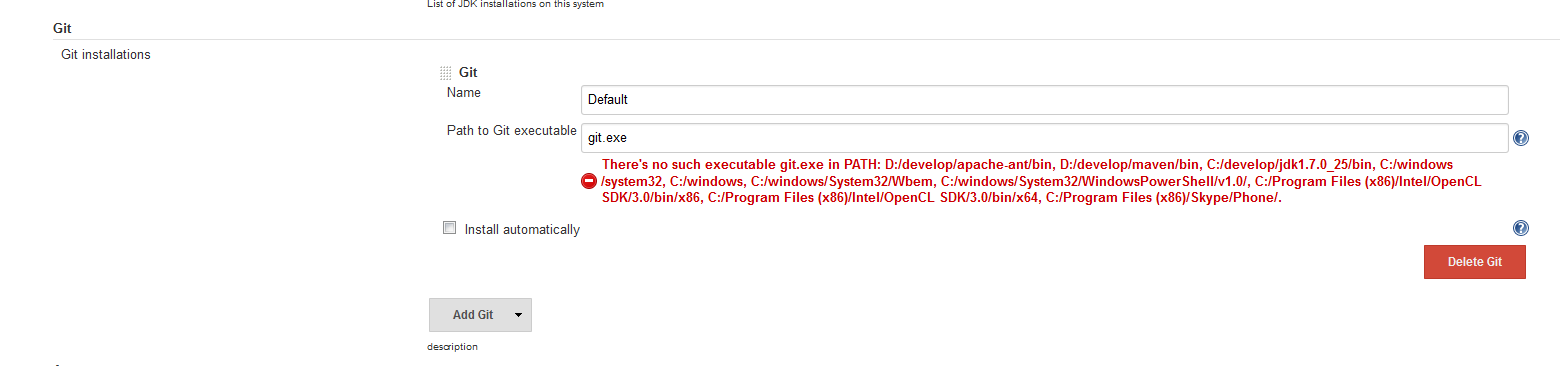 List of JDK installations on this system
Git
Git installations
Git
Name
Default
Path to Git executable
git.exe
There's no such executable git.exe in PATH: D:/develop/apache-ant/bin, D:/develop/maven/bin, C:/develop/jdk1.7.0_25/bin, C:/windows
/system32, C:/windows, C:/windows/System32/Wbem, C:/windows/System32/WindowsPowerShell/v1.0/, C:/Program Files (x86)/Intel/OpenCL
SDK/3.0/bin/x86, C:/Program Files (x86)/Intel/OpenCL SDK/3.0/bin/x64, C:/Program Files (x86)/Skype/Phone/.
Install automatically
Delete Git
Add Git
description